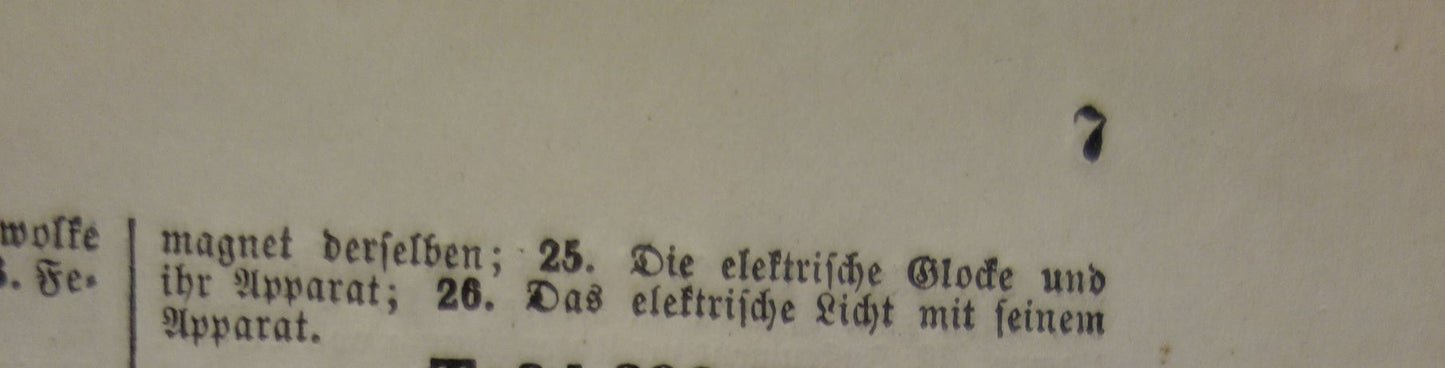 7
wolke
3. Fe-
magnet derſelben; 25. Die elektriſche Glocke und
ihr Apparat; 26. Das elektriſche Licht mit ſeinem
Apparat.